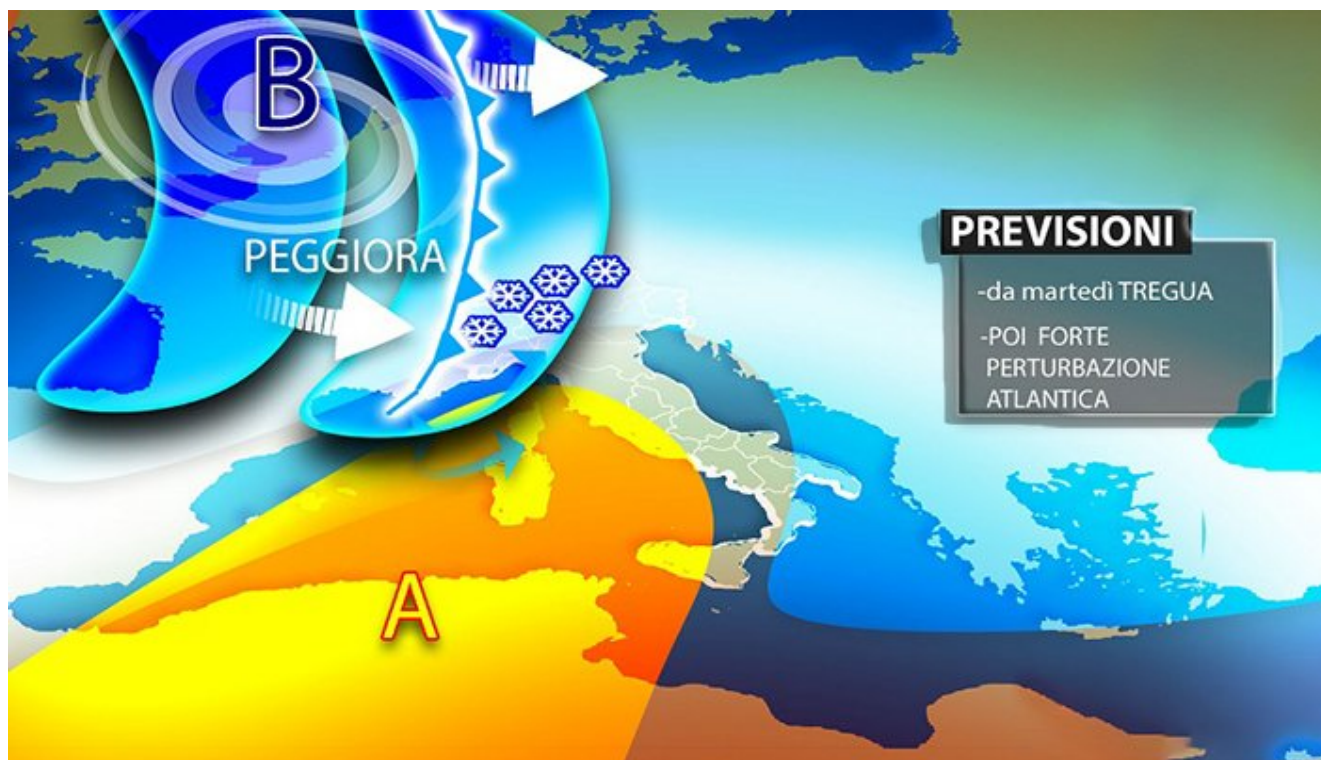 B
PEGGIORA
A
PREVISIONI
-da martedì TREGUA
-POI FORTE
PERTURBAZIONE
ATLANTICA